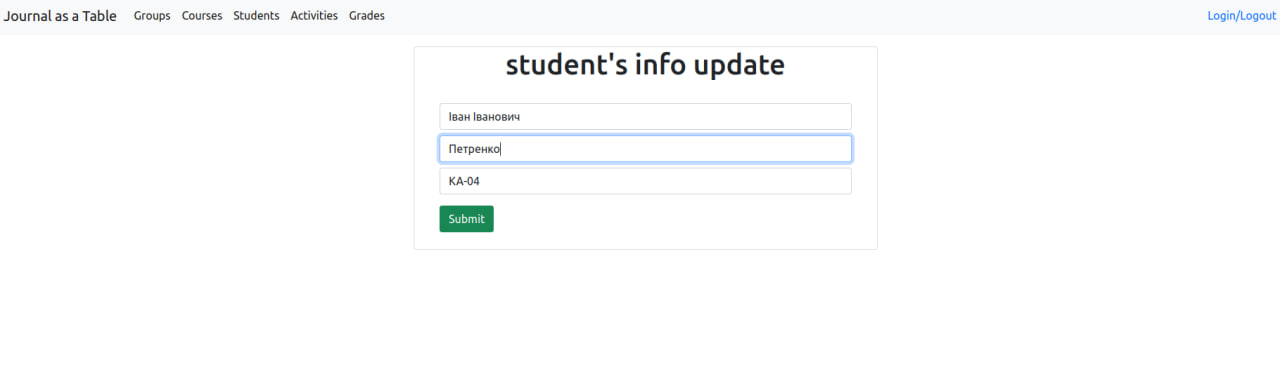 Journal as a Table Groups Courses Students Activities Grades Login/Logout
student's info update
Іван Іванович
Петренко
КА-04
Submit